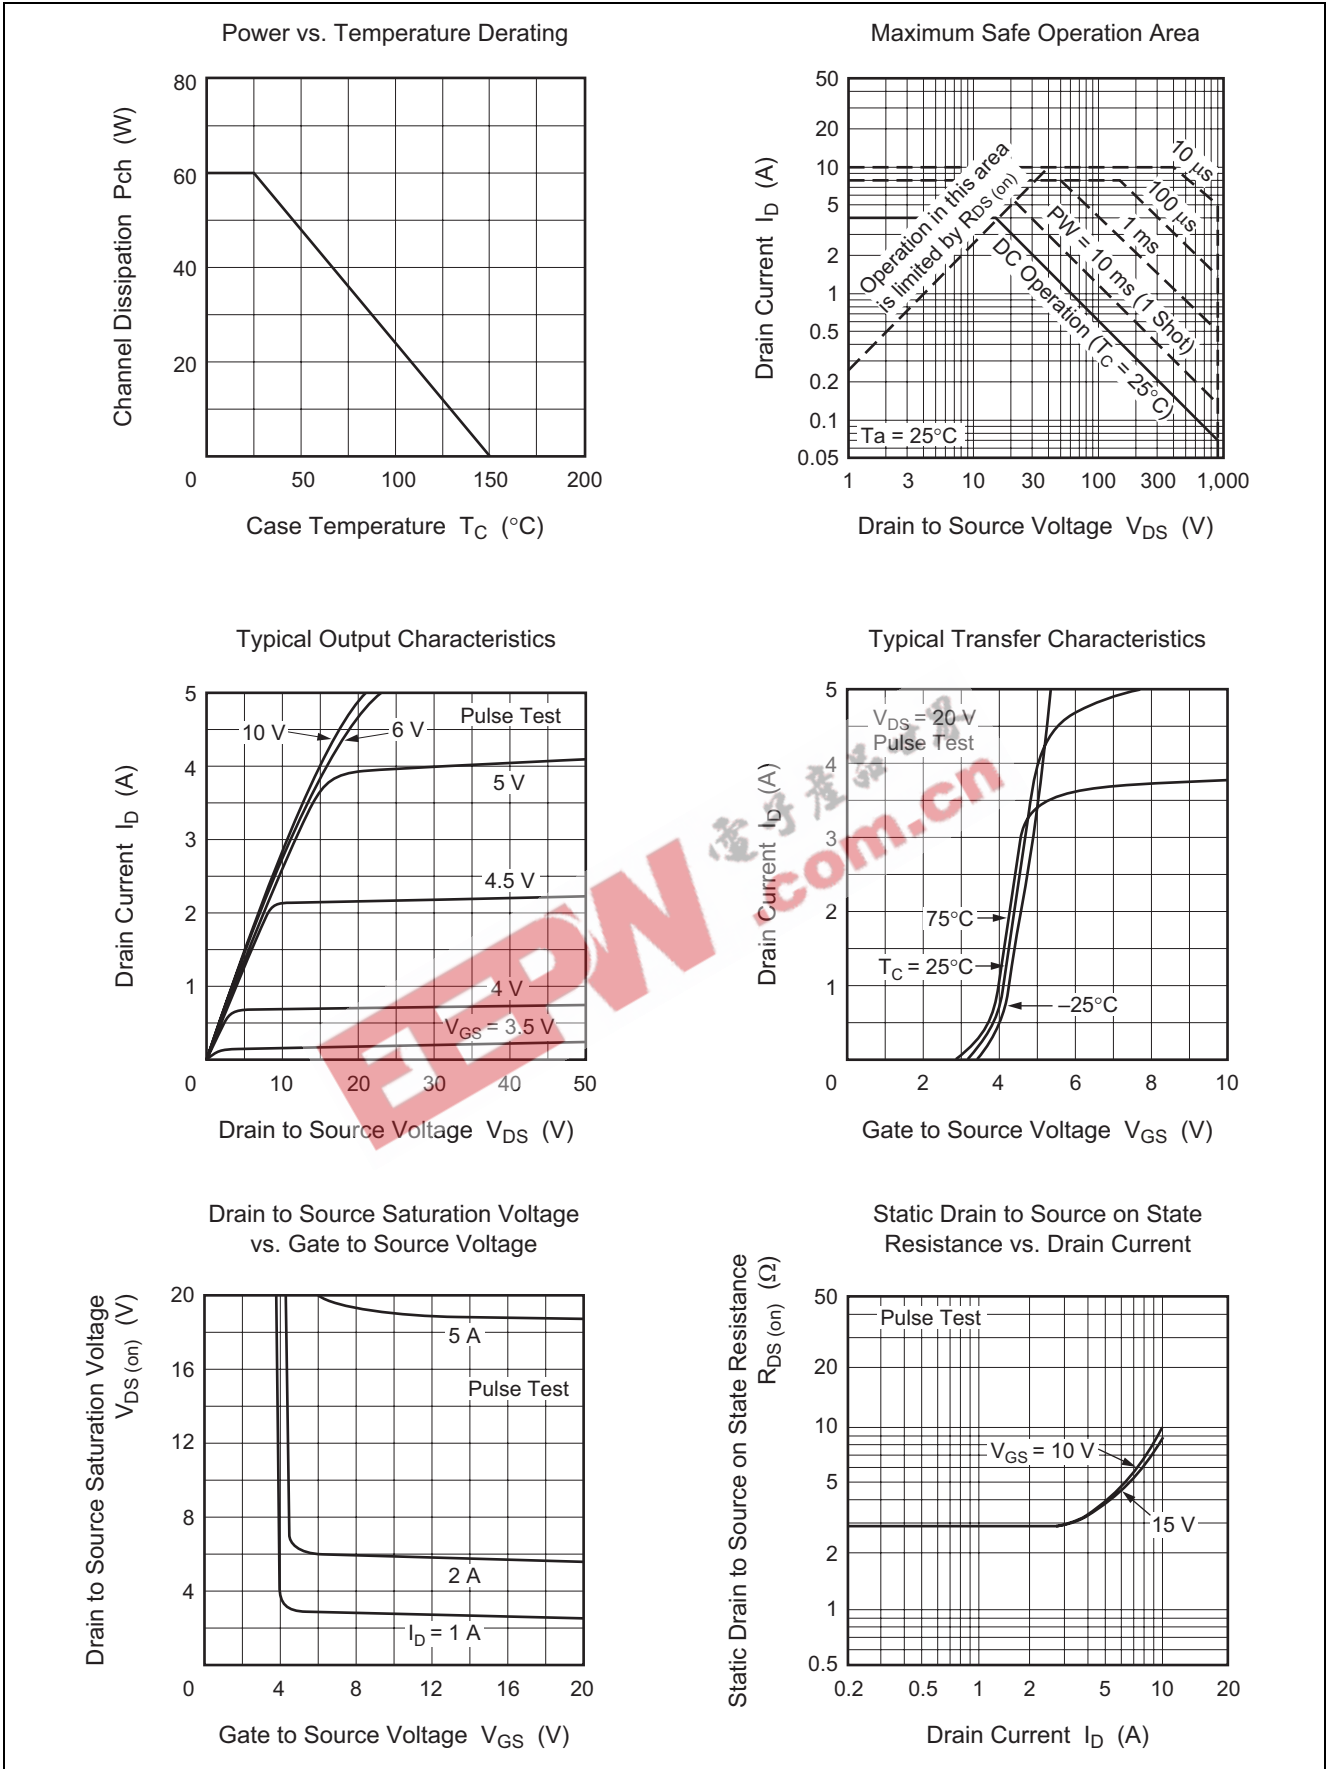 Power vs. Temperature Derating
80
60
40
20
0
50
100
150
200
Channel Dissipation Pch (W)
Case Temperature TC (°C)
Maximum Safe Operation Area
50
20
10
5
2
1
0.5
0.2
0.1
0.05
1
3
10
30
100
300
1,000
Drain Current ID (A)
Drain to Source Voltage VDS (V)
Operation in this area
is limited by RDS (on)
10 µs
100 µs
1 ms
PW = 10 ms (1 Shot)
DC Operation (TC = 25°C)
Ta = 25°C
Typical Output Characteristics
5
4
3
2
1
0
10
20
30
40
50
Drain Current ID (A)
Drain to Source Voltage VDS (V)
Pulse Test
10 V
6 V
5 V
4.5 V
4 V
VGS = 3.5 V
Typical Transfer Characteristics
5
4
3
2
1
0
2
4
6
8
10
Drain Current ID (A)
Gate to Source Voltage VGS (V)
VDS = 20 V
Pulse Test
75°C
TC = 25°C
–25°C
EEPW
電子產品世界
.com.cn
Drain to Source Saturation Voltage
vs. Gate to Source Voltage
20
16
12
8
4
0
4
8
12
16
20
Drain to Source Saturation Voltage
VDS (on) (V)
Gate to Source Voltage VGS (V)
5 A
Pulse Test
2 A
ID = 1 A
Static Drain to Source on State
Resistance vs. Drain Current
50
20
10
5
2
1
0.5
0.2
0.5
1
2
5
10
20
Static Drain to Source on State Resistance
RDS (on) (Ω)
Drain Current ID (A)
Pulse Test
VGS = 10 V
15 V